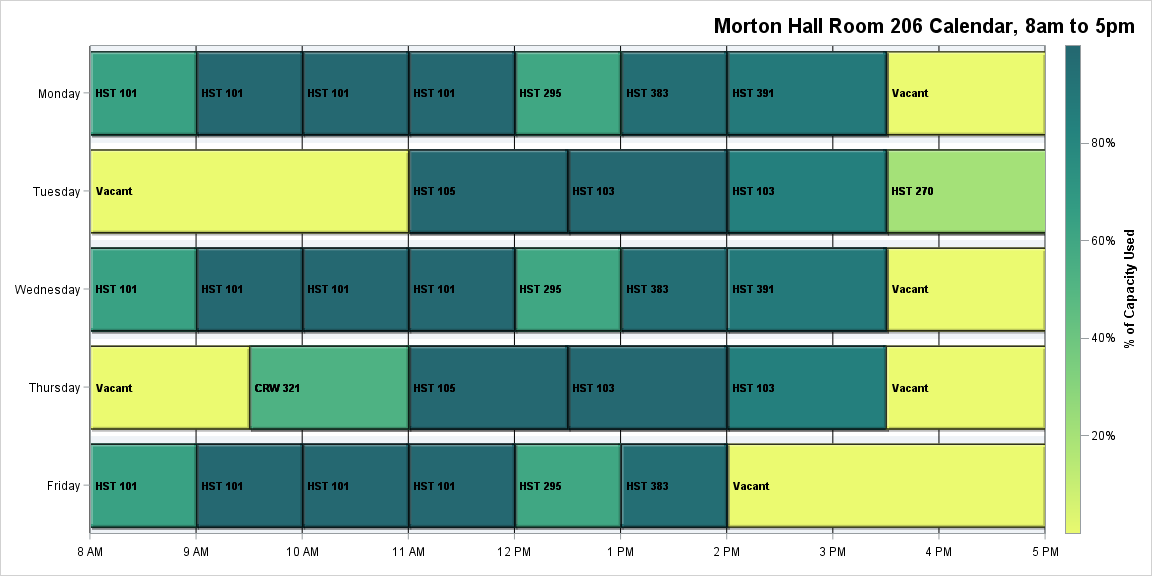 Morton Hall Room 206 Calendar, 8am to 5pm
Monday
HST 101
HST 101
HST 101
HST 101
HST 295
HST 383
HST 391
Vacant
Tuesday
Vacant
HST 105
HST 103
HST 103
HST 270
Wednesday
HST 101
HST 101
HST 101
HST 101
HST 295
HST 383
HST 391
Vacant
Thursday
Vacant
CRW 321
HST 105
HST 103
HST 103
Vacant
Friday
HST 101
HST 101
HST 101
HST 101
HST 295
HST 383
Vacant
8 AM
9 AM
10 AM
11 AM
12 PM
1 PM
2 PM
3 PM
4 PM
5 PM
80%
60%
40%
20%
% of Capacity Used